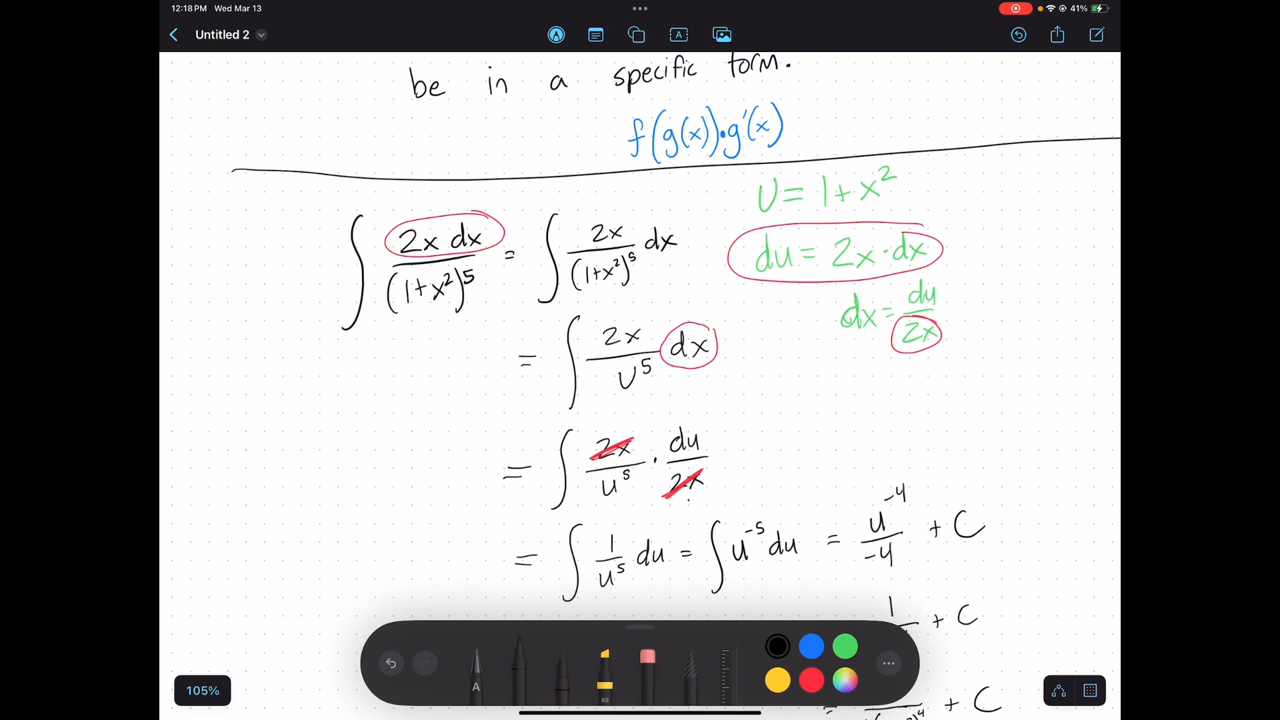 12:18 PM Wed Mar 13
41%
Untitled 2
be in a specific form.
f(g(x))·g'(x)
∫ 2x dx / (1+x²)⁵ = ∫ 2x / (1+x²)⁵ dx
U = 1 + x²
du = 2x · dx
dx = du / 2x
= ∫ 2x / U⁵ dx
= ∫ 2x / u⁵ · du / 2x
= ∫ 1 / u⁵ du = ∫ u⁻⁵ du = u⁻⁴ / -4 + C
1 + C
= + C
A
80
105%